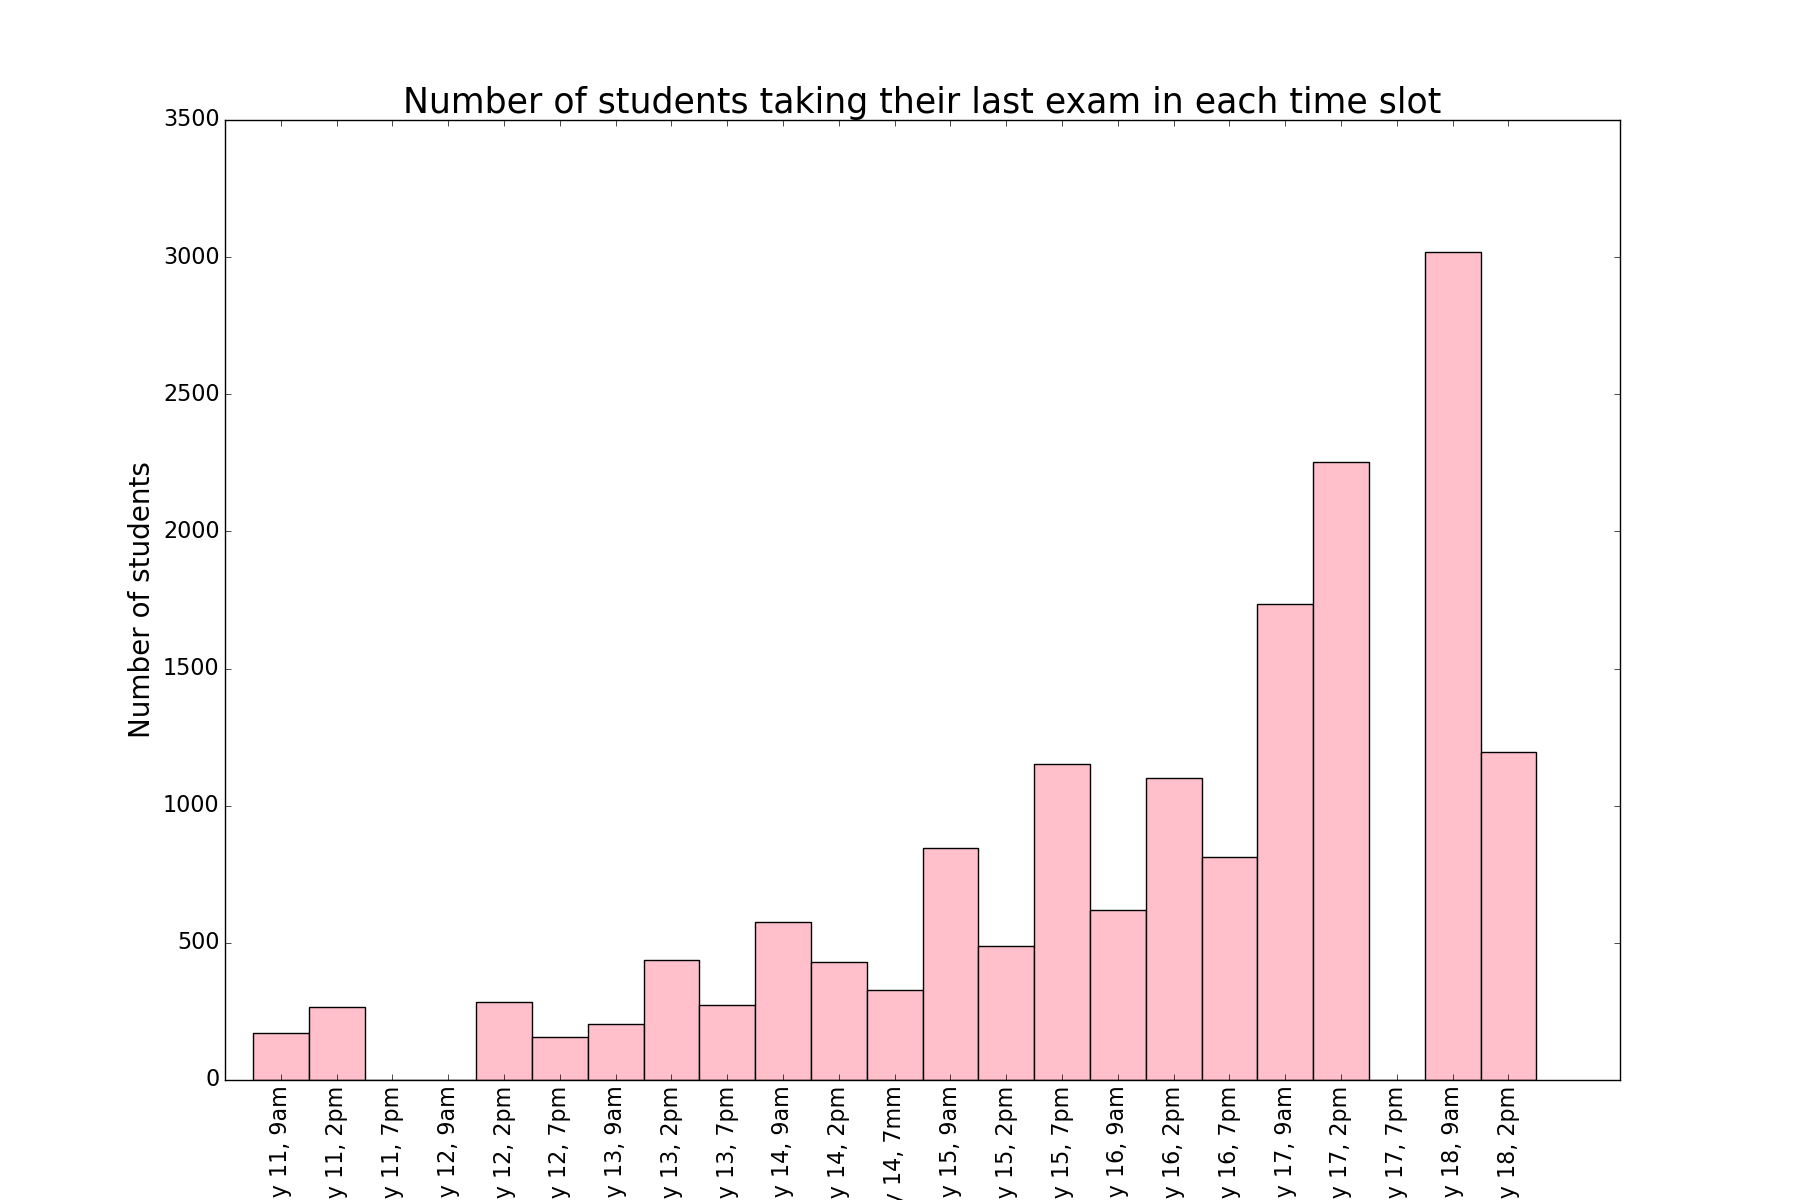 Number of students taking their last exam in each time slot
Number of students
3500
3000
2500
2000
1500
1000
500
0
y 11, 9am
y 11, 2pm
y 11, 7pm
y 12, 9am
y 12, 2pm
y 12, 7pm
y 13, 9am
y 13, 2pm
y 13, 7pm
y 14, 9am
y 14, 2pm
y 14, 7mm
y 15, 9am
y 15, 2pm
y 15, 7pm
y 16, 9am
y 16, 2pm
y 16, 7pm
y 17, 9am
y 17, 2pm
y 17, 7pm
y 18, 9am
y 18, 2pm